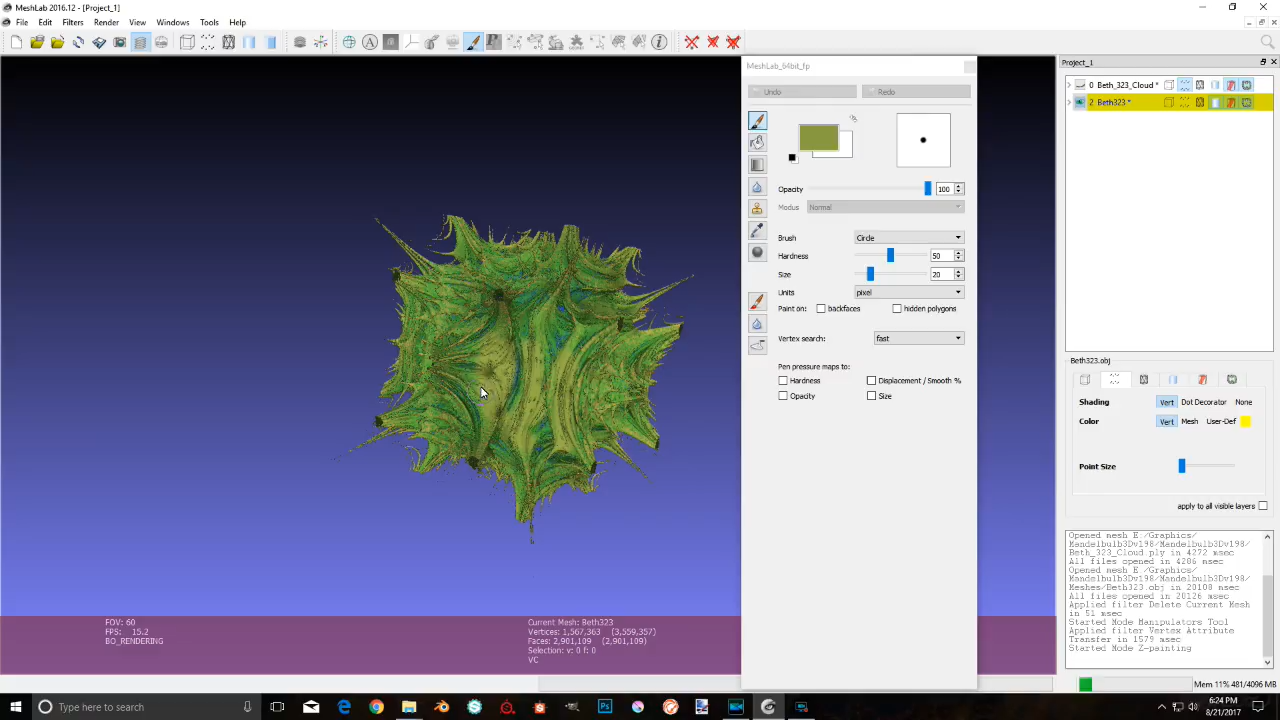 MeshLab 2016.12 - [Project_1]
File Edit Filters Render View Windows Tools Help
MeshLab_64bit_fp
Undo Redo
Opacity 100
Modus Normal
Brush Circle
Hardness 50
Size 20
Units pixel
Paint on: backfaces hidden polygons
Vertex search: fast
Pen pressure maps to:
Hardness Displacement / Smooth %
Opacity Size
Project_1
0 Beth_323_Cloud *
2 Beth323 *
Beth323.obj
Shading Vert Dot Decorator None
Color Vert Mesh User-Def
Point Size
apply to all visible layers
Opened mesh E:/Graphics/
Mandelbulb3Dv198/Mandelbulb3Dv198/
Beth_323_Cloud.ply in 4272 msec
All files opened in 4286 msec
Opened mesh E:/Graphics/
Mandelbulb3Dv198/Mandelbulb3Dv198/
Meshes/Beth323.obj in 20108 msec
All files opened in 20126 msec
Applied filter Delete Current Mesh
in 51 msec
Started Mode Manipulators Tool
Applied filter Vertex Attribute
Transfer in 1579 msec
Started Mode Z-painting
FOV: 60
FPS: 15.2
BO_RENDERING
Current Mesh: Beth323
Vertices: 1,567,363 (3,559,357)
Faces: 2,901,109 (2,901,109)
Selection: v: 0 f: 0
VC
Mem 11% 481/4096 MB
Type here to search
6:24 PM
8/21/2017